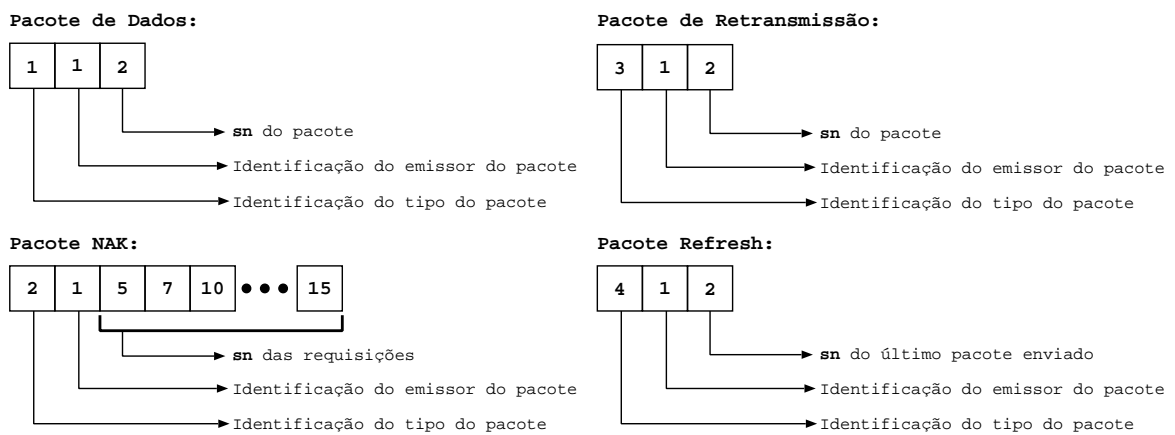 Pacote de Dados:
1 1 2
sn do pacote
Identificação do emissor do pacote
Identificação do tipo do pacote
Pacote de Retransmissão:
3 1 2
sn do pacote
Identificação do emissor do pacote
Identificação do tipo do pacote
Pacote NAK:
2 1 5 7 10 ●●● 15
sn das requisições
Identificação do emissor do pacote
Identificação do tipo do pacote
Pacote Refresh:
4 1 2
sn do último pacote enviado
Identificação do emissor do pacote
Identificação do tipo do pacote